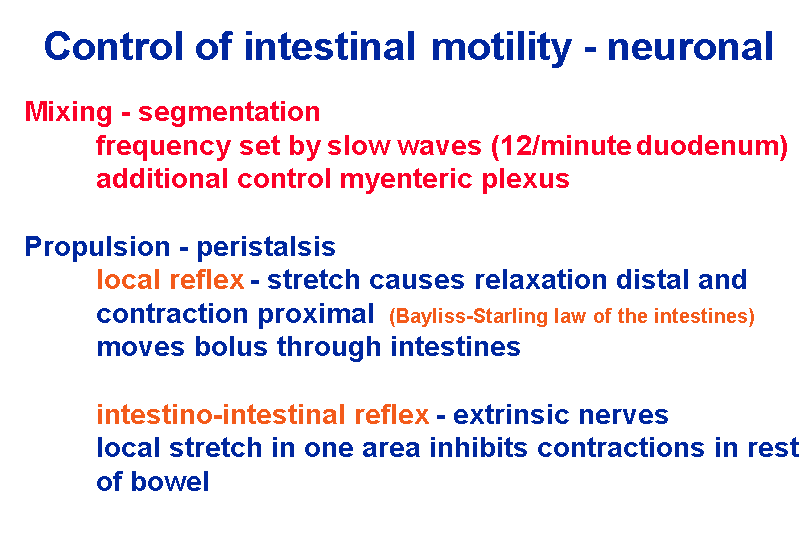 Control of intestinal motility - neuronal
Mixing - segmentation
frequency set by slow waves (12/minute duodenum)
additional control myenteric plexus
Propulsion - peristalsis
local reflex - stretch causes relaxation distal and
contraction proximal (Bayliss-Starling law of the intestines)
moves bolus through intestines
intestino-intestinal reflex - extrinsic nerves
local stretch in one area inhibits contractions in rest
of bowel